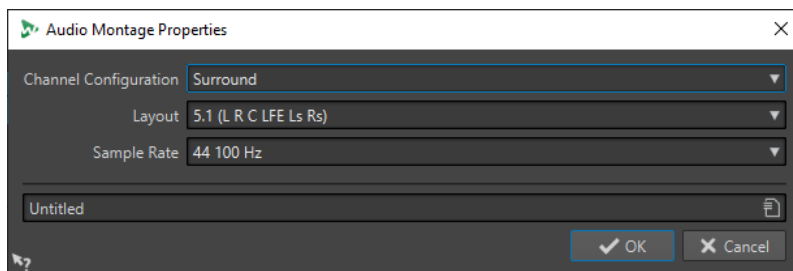 Audio Montage Properties
Channel Configuration Surround
Layout 5.1 (L R C LFE Ls Rs)
Sample Rate 44 100 Hz
Untitled
OK Cancel
?